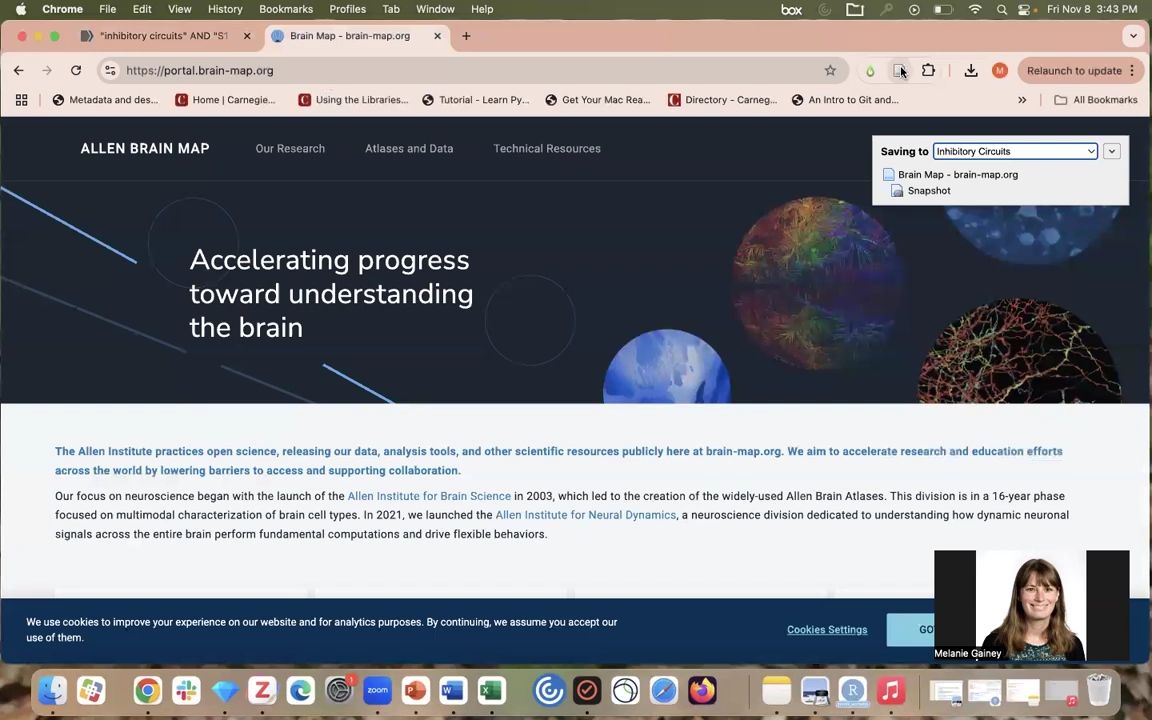 Chrome File Edit View History Bookmarks Profiles Tab Window Help box Fri Nov 8 3:43 PM
"inhibitory circuits" AND "S1 Brain Map - brain-map.org
https://portal.brain-map.org M Relaunch to update
Metadata and des... Home | Carnegie... Using the Libraries... Tutorial - Learn Py... Get Your Mac Rea... Directory - Carneg... An Intro to Git and... » All Bookmarks
ALLEN BRAIN MAP Our Research Atlases and Data Technical Resources
Saving to Inhibitory Circuits
Brain Map - brain-map.org
Snapshot
Accelerating progress
toward understanding
the brain
The Allen Institute practices open science, releasing our data, analysis tools, and other scientific resources publicly here at brain-map.org. We aim to accelerate research and education efforts
across the world by lowering barriers to access and supporting collaboration.
Our focus on neuroscience began with the launch of the Allen Institute for Brain Science in 2003, which led to the creation of the widely-used Allen Brain Atlases. This division is in a 16-year phase
focused on multimodal characterization of brain cell types. In 2021, we launched the Allen Institute for Neural Dynamics, a neuroscience division dedicated to understanding how dynamic neuronal
signals across the entire brain perform fundamental computations and drive flexible behaviors.
We use cookies to improve your experience on our website and for analytics purposes. By continuing, we assume you accept our
use of them.
Cookies Settings GO
Melanie Gainey
1
Z zoom P W X R